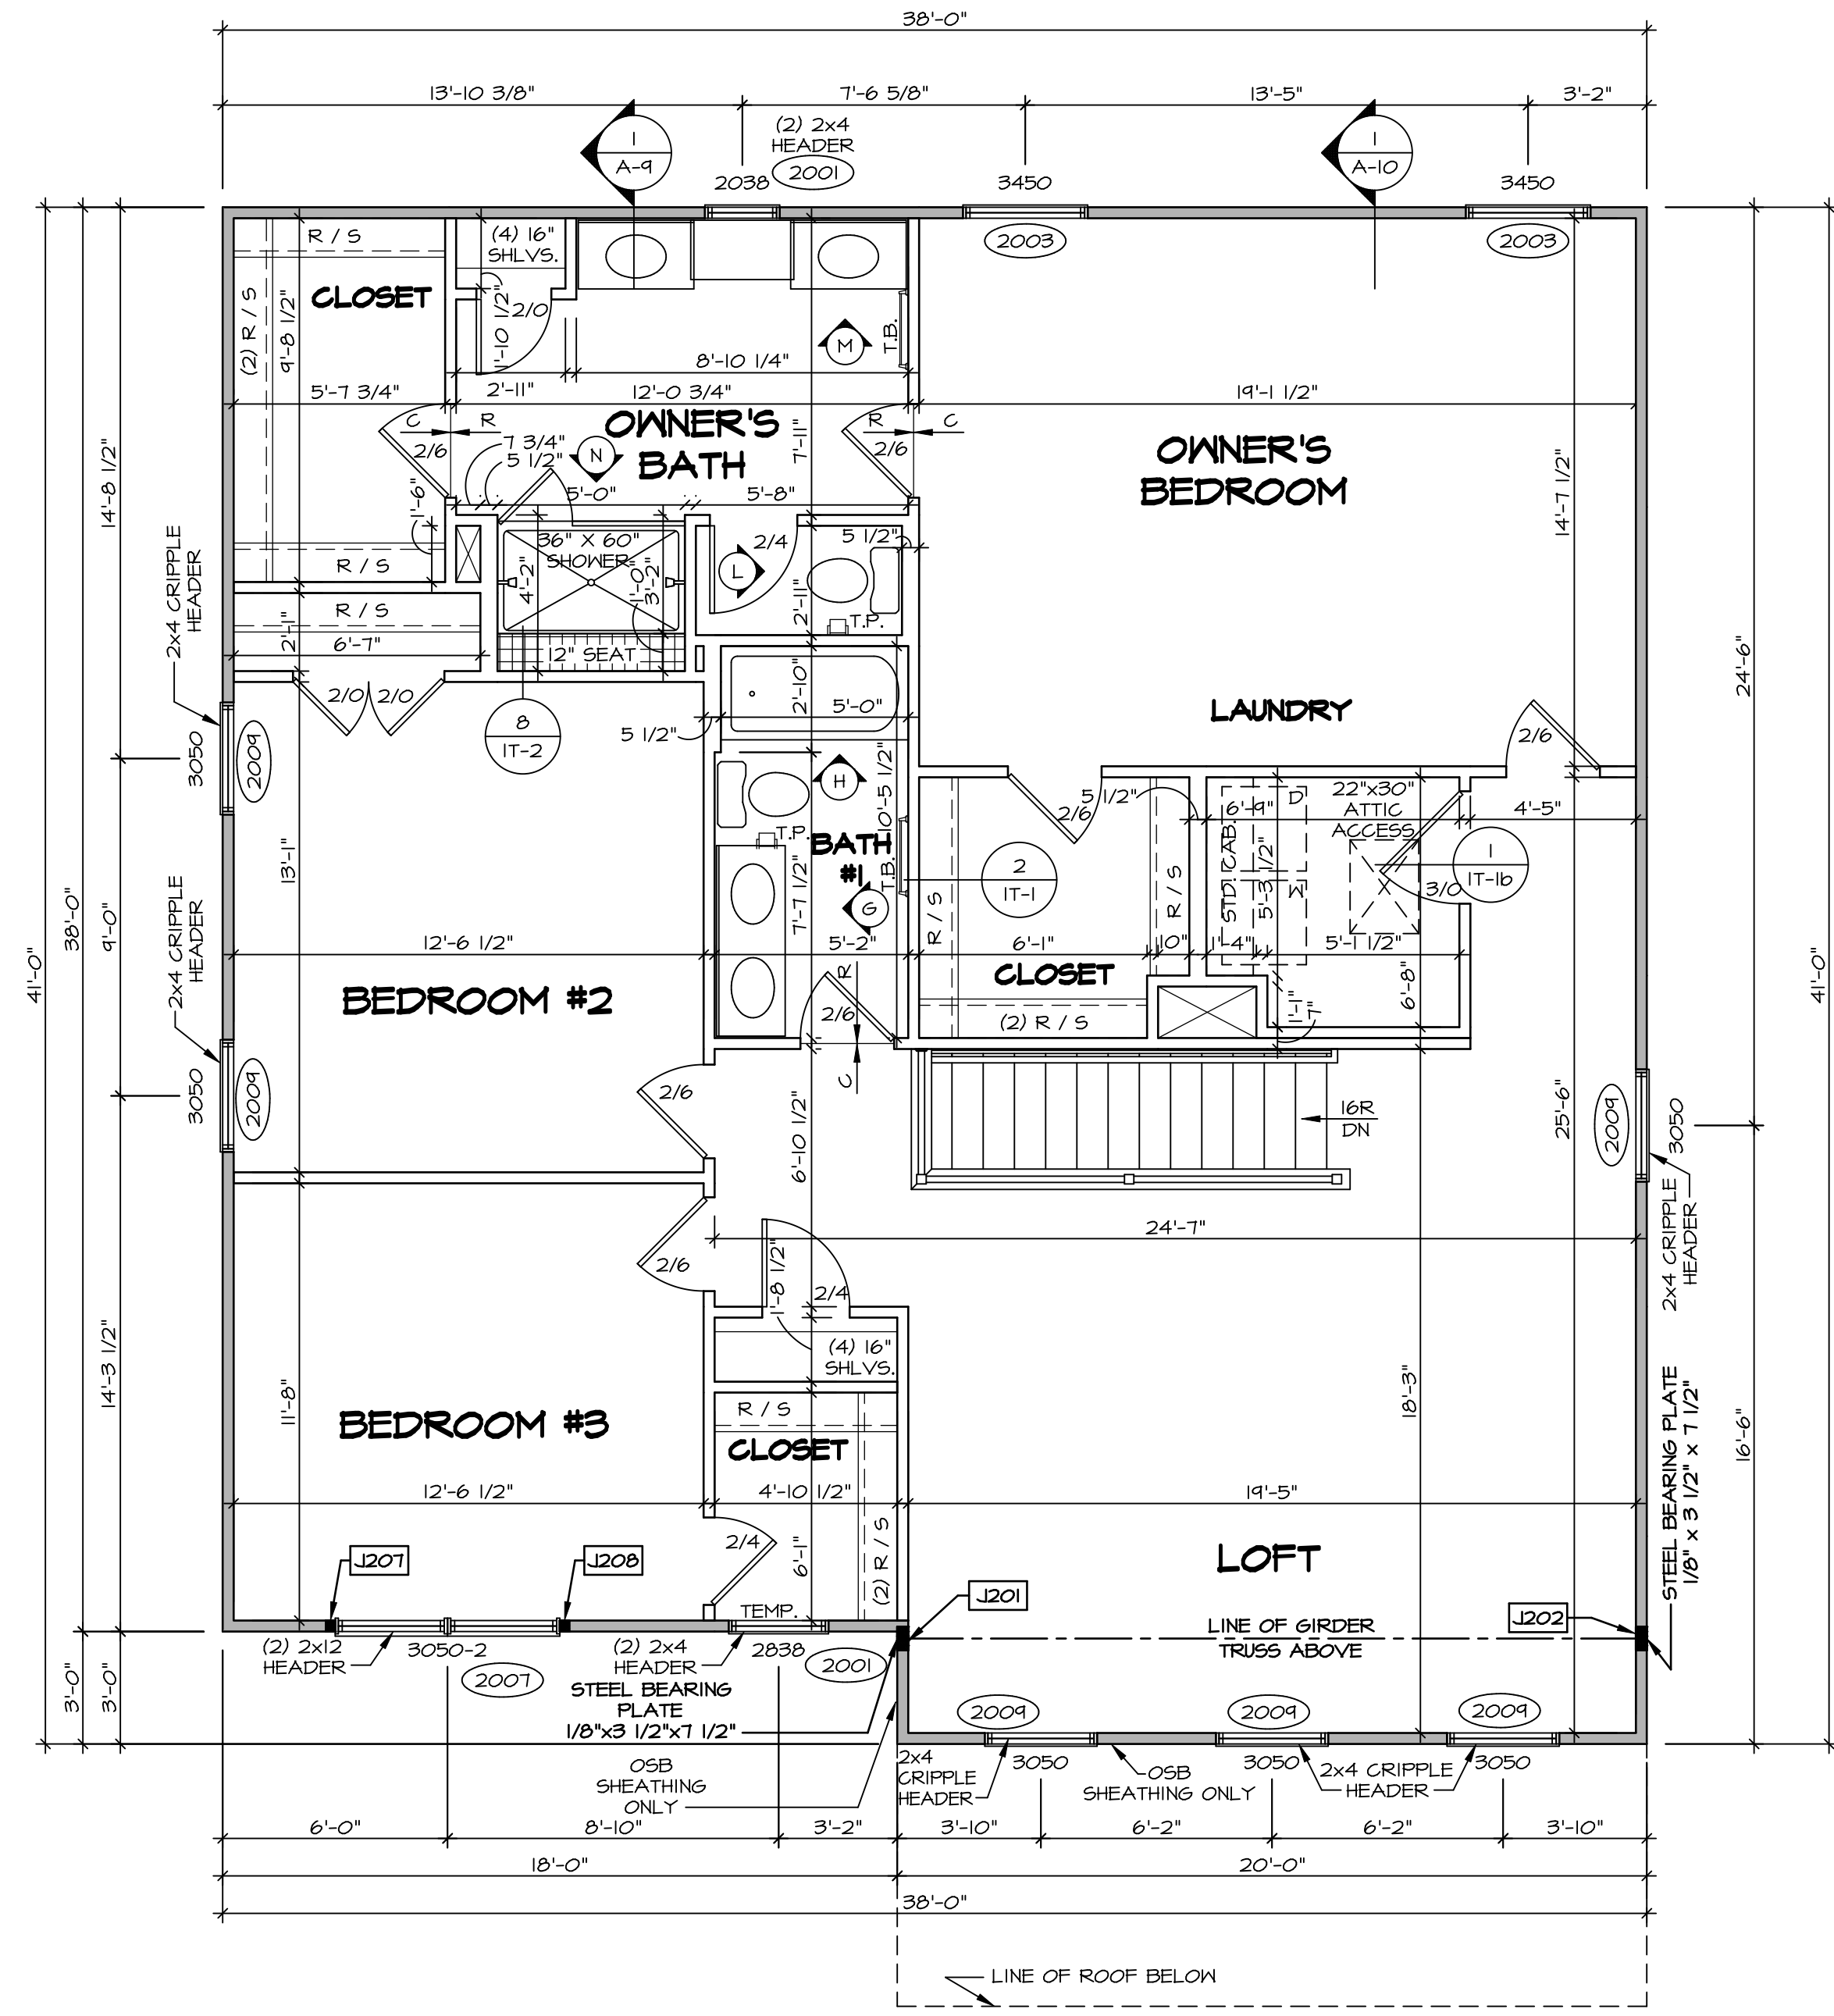 38'-0"
13'-10 3/8"
7'-6 5/8"
13'-5"
3'-2"
(2) 2x4
HEADER
1
A-9
2001
1
A-10
2038
3450
3450
R / S
(4) 16"
SHLVS.
2003
2003
CLOSET
(2) R / S
9'-8 1/2"
1'-10 1/2"
2/0
M
T.B.
8'-10 1/4"
5'-7 3/4"
2'-11"
12'-0 3/4"
19'-1 1/2"
C
R
2/6
7 3/4"
5 1/2"
N
OWNER'S
BATH
7'-11"
R
C
2/6
OWNER'S
BEDROOM
14'-7 1/2"
14'-8 1/2"
1'-6"
5'-0"
5'-8"
36" X 60"
SHOWER
4'-2"
1'-0"
3'-2"
2/4
5 1/2"
L
2'-11"
T.P.
R / S
R / S
2'-1"
6'-7"
12" SEAT
2x4 CRIPPLE
HEADER
2/0
2/0
8
1T-2
5 1/2"
2'-10"
5'-0"
24'-6"
LAUNDRY
2/6
3050
2009
H
10'-5 1/2"
2/6
5 1/2"
6'-9"
D
22"x30"
ATTIC
ACCESS
4'-5"
T.P.
BATH
#1
T.B.
G
7'-7 1/2"
2
1T-1
R / S
R / S
STD. CAB.
5'-3 1/2"
W
3/0
1
1T-1b
13'-1"
38'-0"
41'-0"
9'-0"
2x4 CRIPPLE
HEADER
12'-6 1/2"
5'-2"
6'-1"
10"
1'-4"
5'-1 1/2"
41'-0"
BEDROOM #2
R
2/6
C
CLOSET
(2) R / S
1'-1"
7"
6'-8"
3050
2009
2/6
6'-10 1/2"
16R
DN
25'-6"
2009
3050
2x4 CRIPPLE
HEADER
24'-7"
2/6
1'-8 1/2"
2/4
(4) 16"
SHLVS.
14'-3 1/2"
11'-8"
BEDROOM #3
R / S
CLOSET
18'-3"
STEEL BEARING PLATE
1/8" x 3 1/2" x 7 1/2"
16'-6"
12'-6 1/2"
4'-10 1/2"
19'-5"
2/4
6'-1"
(2) R / S
LOFT
J207
J208
TEMP.
J201
J202
LINE OF GIRDER
TRUSS ABOVE
(2) 2x12
HEADER
3050-2
2007
(2) 2x4
HEADER
2838
2001
STEEL BEARING
PLATE
1/8"x3 1/2"x7 1/2"
3'-0"
3'-0"
2009
2009
2009
OSB
SHEATHING
ONLY
2x4
CRIPPLE
HEADER
3050
OSB
SHEATHING ONLY
3050
2x4 CRIPPLE
HEADER
3050
6'-0"
8'-10"
3'-2"
3'-10"
6'-2"
6'-2"
3'-10"
18'-0"
20'-0"
38'-0"
LINE OF ROOF BELOW